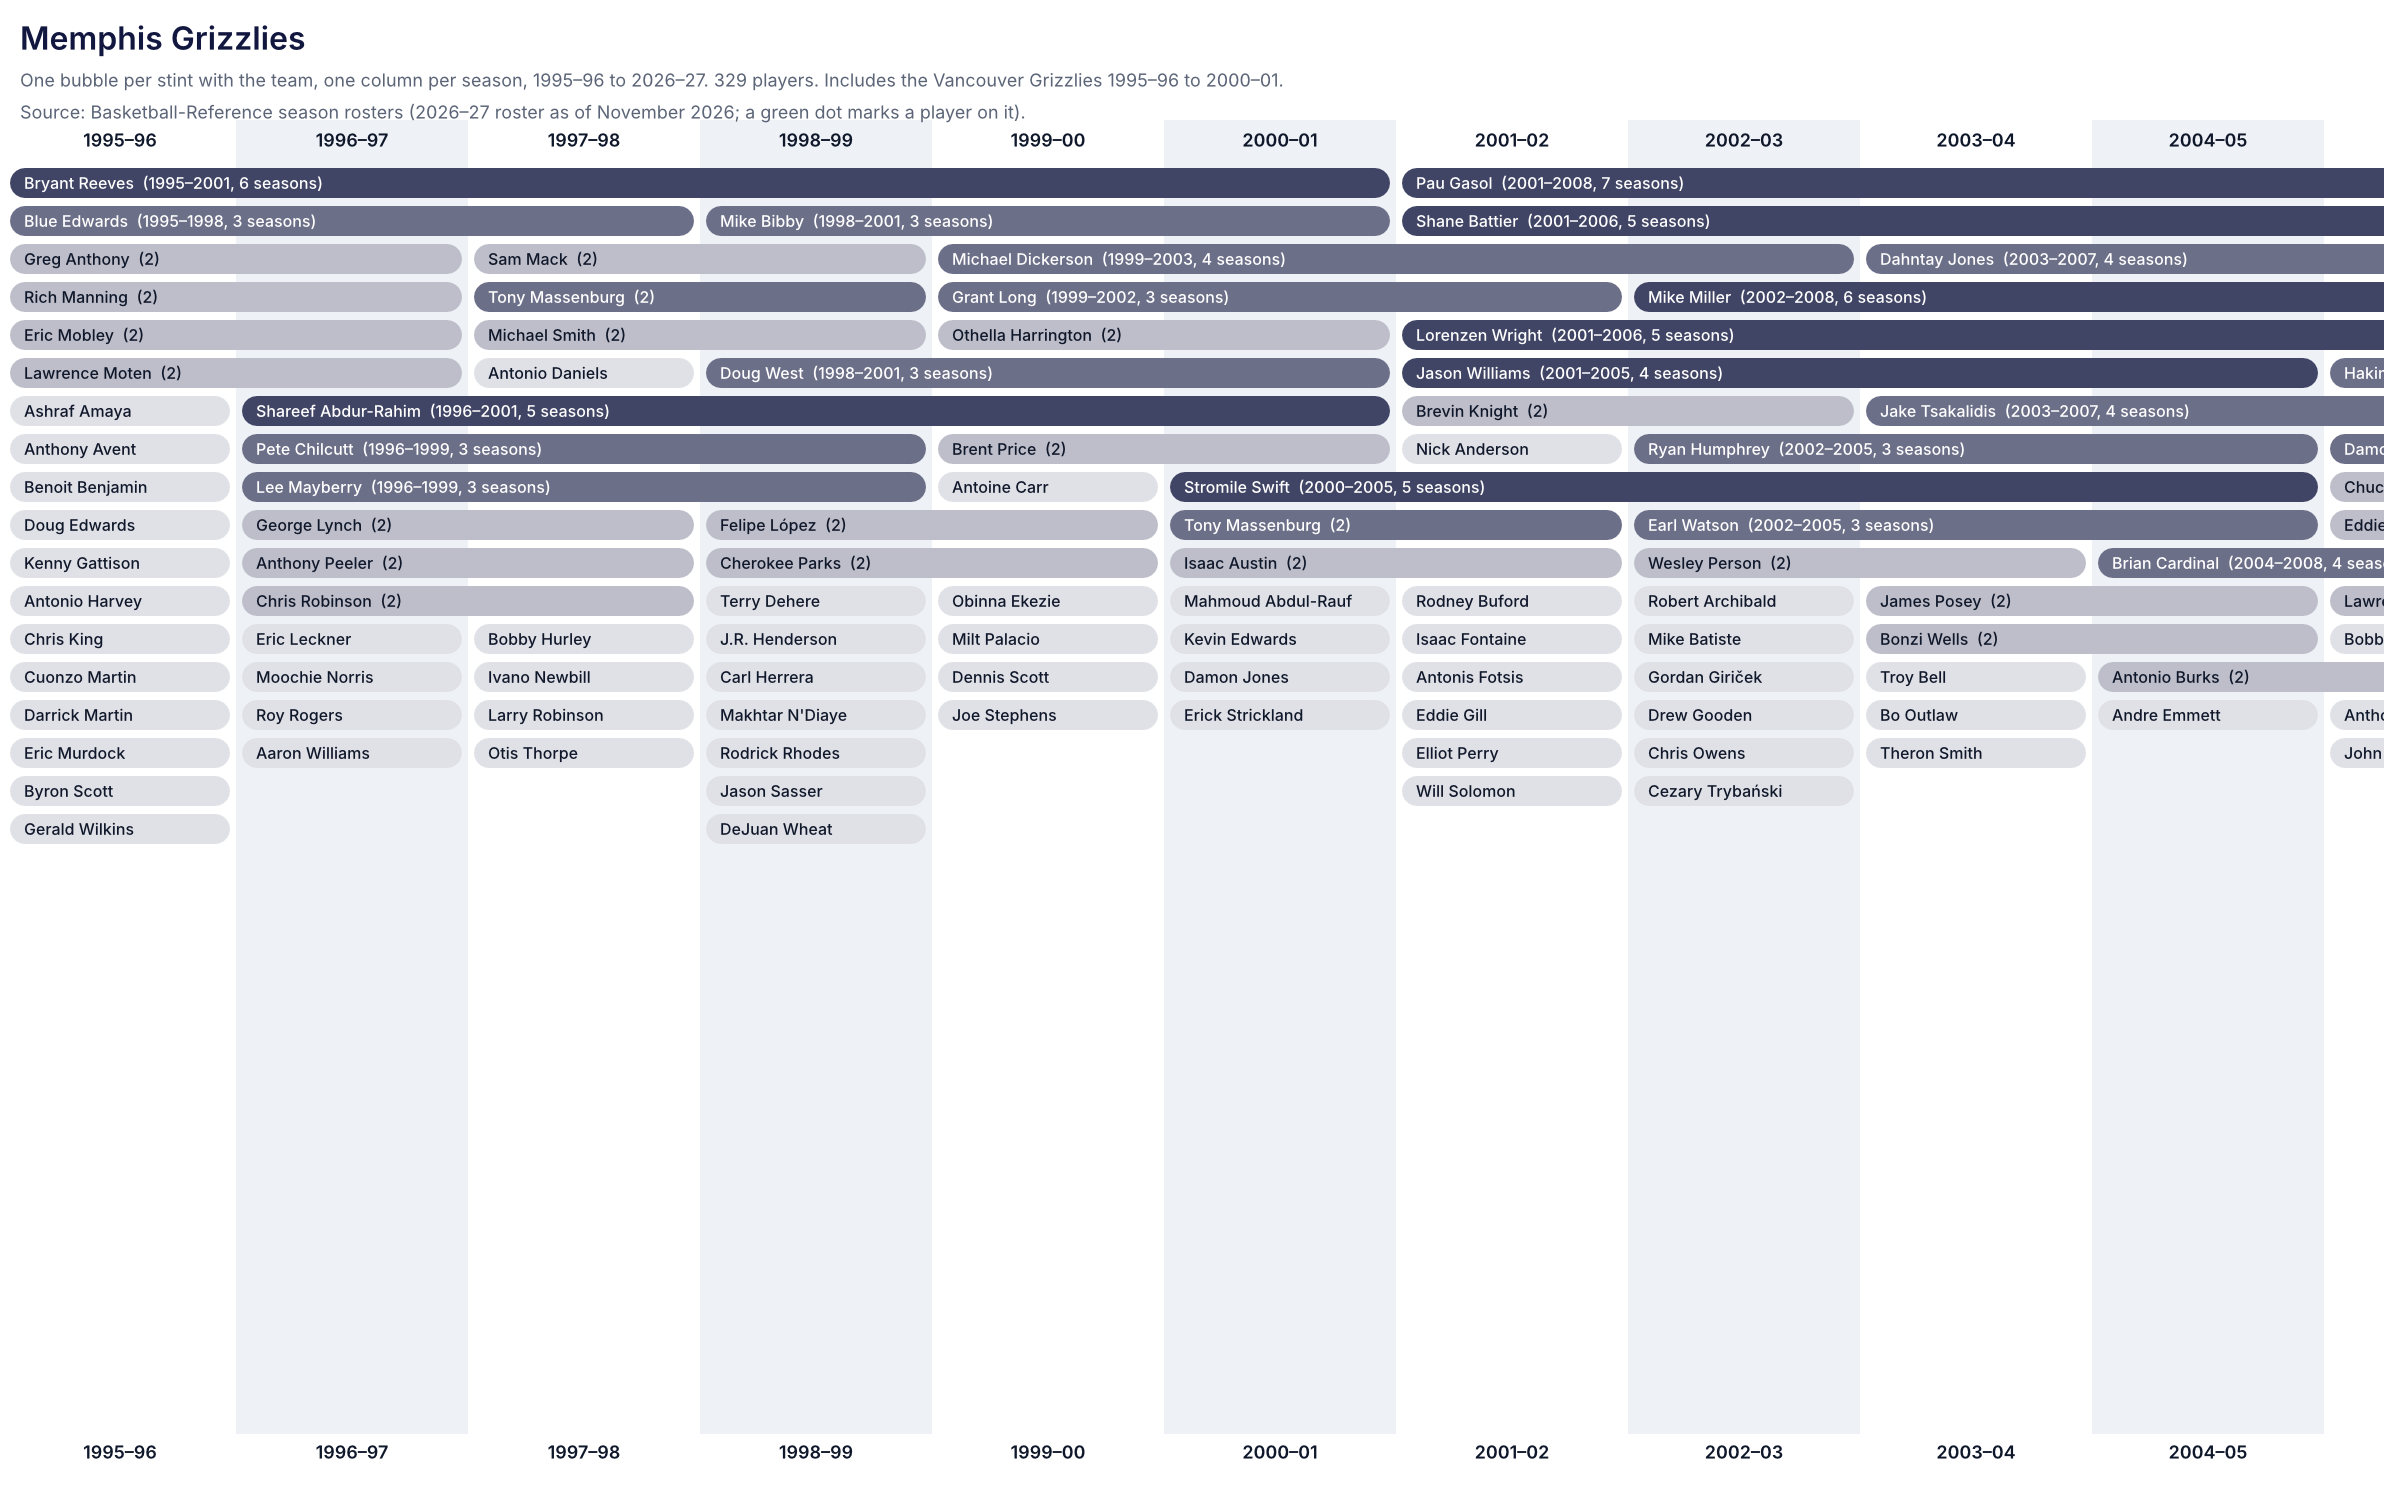 Memphis Grizzlies
One bubble per stint with the team, one column per season, 1995–96 to 2026–27. 329 players. Includes the Vancouver Grizzlies 1995–96 to 2000–01.
Source: Basketball-Reference season rosters (2026–27 roster as of November 2026; a green dot marks a player on it).
1995–96 1996–97 1997–98 1998–99 1999–00 2000–01 2001–02 2002–03 2003–04 2004–05
Bryant Reeves (1995–2001, 6 seasons) Pau Gasol (2001–2008, 7 seasons)
Blue Edwards (1995–1998, 3 seasons) Mike Bibby (1998–2001, 3 seasons) Shane Battier (2001–2006, 5 seasons)
Greg Anthony (2) Sam Mack (2) Michael Dickerson (1999–2003, 4 seasons) Dahntay Jones (2003–2007, 4 seasons)
Rich Manning (2) Tony Massenburg (2) Grant Long (1999–2002, 3 seasons) Mike Miller (2002–2008, 6 seasons)
Eric Mobley (2) Michael Smith (2) Othella Harrington (2) Lorenzen Wright (2001–2006, 5 seasons)
Lawrence Moten (2) Antonio Daniels Doug West (1998–2001, 3 seasons) Jason Williams (2001–2005, 4 seasons)
Ashraf Amaya Shareef Abdur-Rahim (1996–2001, 5 seasons) Brevin Knight (2) Jake Tsakalidis (2003–2007, 4 seasons)
Anthony Avent Pete Chilcutt (1996–1999, 3 seasons) Brent Price (2) Nick Anderson Ryan Humphrey (2002–2005, 3 seasons) Damo
Benoit Benjamin Lee Mayberry (1996–1999, 3 seasons) Antoine Carr Stromile Swift (2000–2005, 5 seasons) Chuc
Doug Edwards George Lynch (2) Felipe López (2) Tony Massenburg (2) Earl Watson (2002–2005, 3 seasons) Eddie
Kenny Gattison Anthony Peeler (2) Cherokee Parks (2) Isaac Austin (2) Wesley Person (2) Brian Cardinal (2004–2008, 4 seas
Antonio Harvey Chris Robinson (2) Terry Dehere Obinna Ekezie Mahmoud Abdul-Rauf Rodney Buford Robert Archibald James Posey (2) Lawre
Chris King Eric Leckner Bobby Hurley J.R. Henderson Milt Palacio Kevin Edwards Isaac Fontaine Mike Batiste Bonzi Wells (2) Bobb
Cuonzo Martin Moochie Norris Ivano Newbill Carl Herrera Dennis Scott Damon Jones Antonis Fotsis Gordan Giriček Troy Bell Antonio Burks (2)
Darrick Martin Roy Rogers Larry Robinson Makhtar N'Diaye Joe Stephens Erick Strickland Eddie Gill Drew Gooden Bo Outlaw Andre Emmett Antho
Eric Murdock Aaron Williams Otis Thorpe Rodrick Rhodes Elliot Perry Chris Owens Theron Smith John
Byron Scott Jason Sasser Will Solomon Cezary Trybański
Gerald Wilkins DeJuan Wheat
1995–96 1996–97 1997–98 1998–99 1999–00 2000–01 2001–02 2002–03 2003–04 2004–05